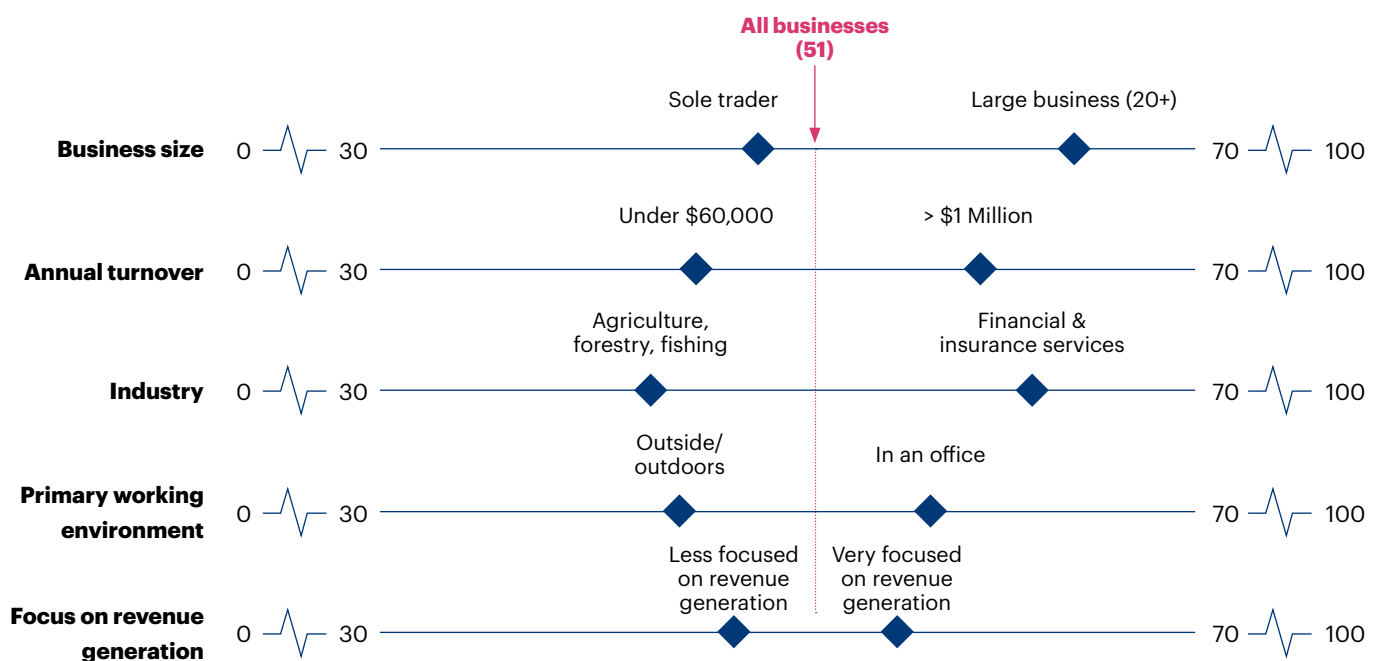 All businesses
(51)
Sole trader
Large business (20+)
Business size
0
30
70
100
Under $60,000
> $1 Million
Annual turnover
0
30
70
100
Agriculture,
forestry, fishing
Financial &
insurance services
Industry
0
30
70
100
Outside/
outdoors
In an office
Primary working
environment
0
30
70
100
Less focused
on revenue
generation
Very focused
on revenue
generation
Focus on revenue
generation
0
30
70
100